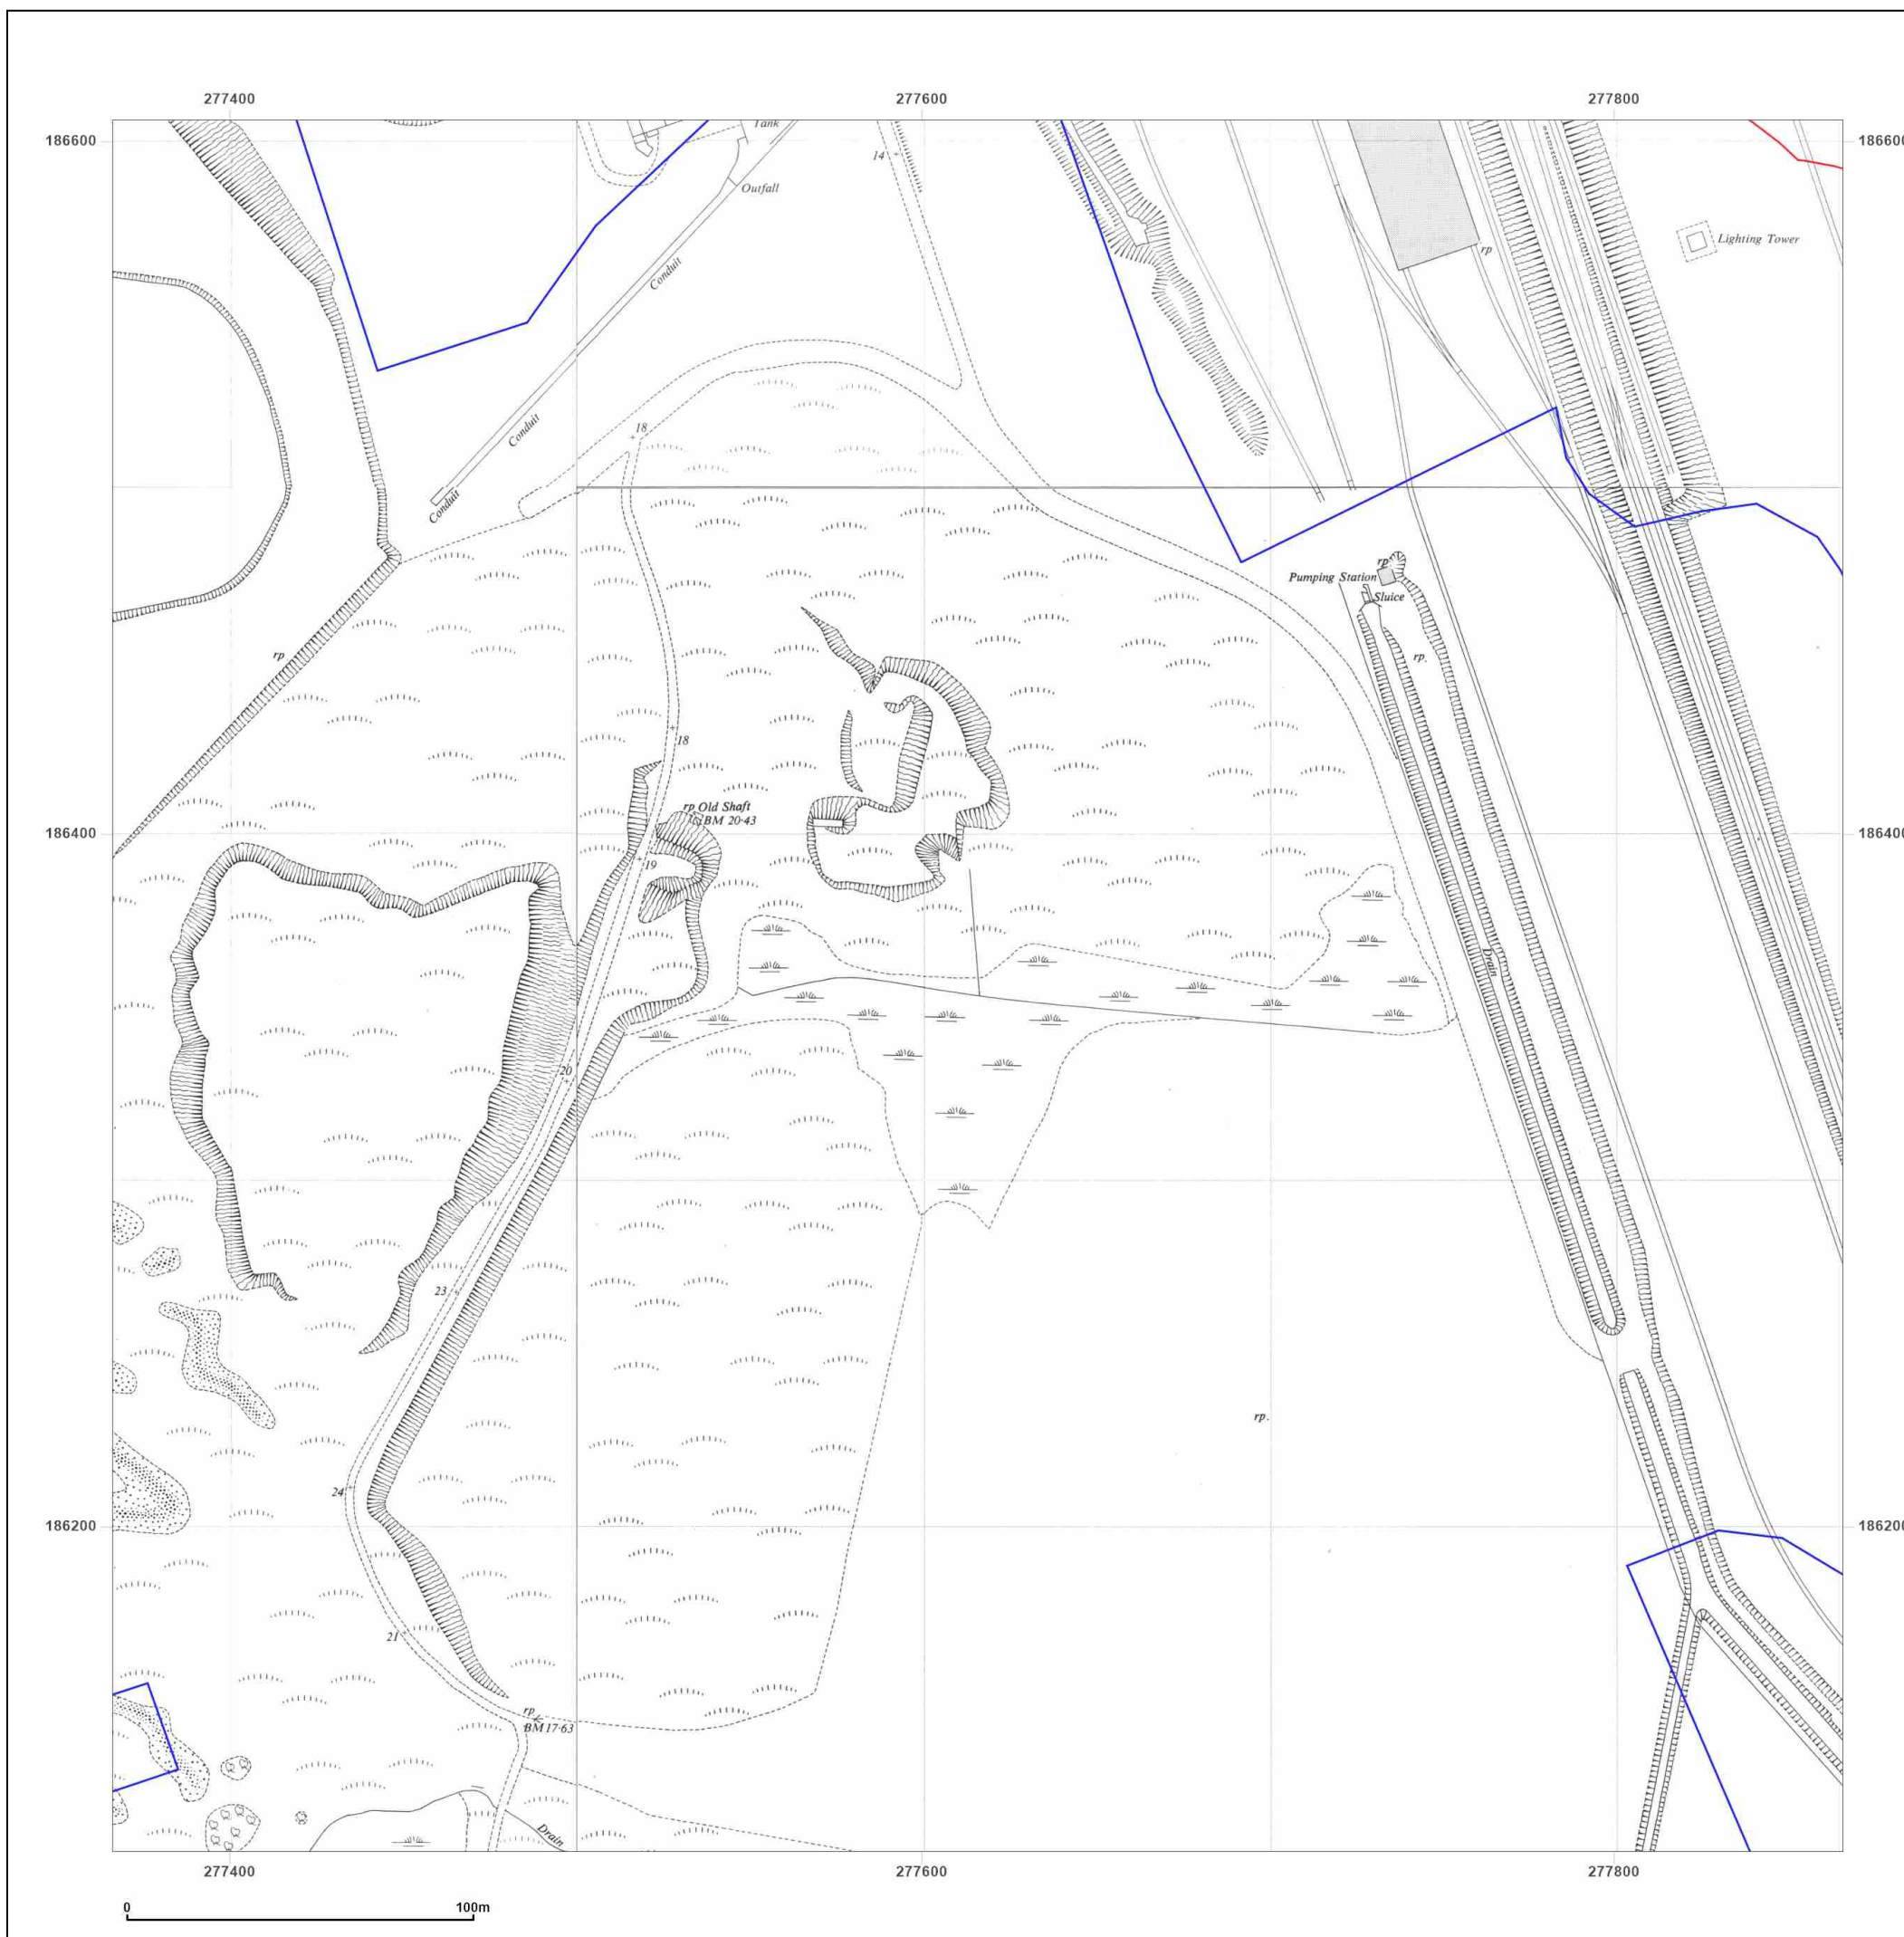 277400
277600
277800
186600
186600
Tank
14
Outfall
rp
Lighting Tower
Conduit
Conduit
18
Conduit
rp
Pumping Station
Sluice
rp
rp.
18
rp Old Shaft
BM 20·43
186400
186400
19
Drain
20
23
rp.
24
186200
186200
21
rp
BM 17·63
Drain
277400
277600
277800
0
100m